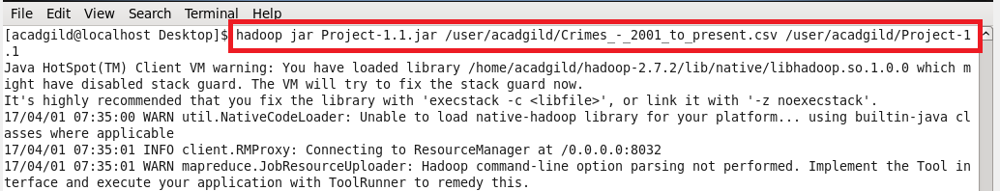 File Edit View Search Terminal Help
[acadgild@localhost Desktop]$ hadoop jar Project-1.1.jar /user/acadgild/Crimes_-_2001_to_present.csv /user/acadgild/Project-1
.1
Java HotSpot(TM) Client VM warning: You have loaded library /home/acadgild/hadoop-2.7.2/lib/native/libhadoop.so.1.0.0 which m
ight have disabled stack guard. The VM will try to fix the stack guard now.
It's highly recommended that you fix the library with 'execstack -c <libfile>', or link it with '-z noexecstack'.
17/04/01 07:35:00 WARN util.NativeCodeLoader: Unable to load native-hadoop library for your platform... using builtin-java cl
asses where applicable
17/04/01 07:35:01 INFO client.RMProxy: Connecting to ResourceManager at /0.0.0.0:8032
17/04/01 07:35:01 WARN mapreduce.JobResourceUploader: Hadoop command-line option parsing not performed. Implement the Tool in
terface and execute your application with ToolRunner to remedy this.